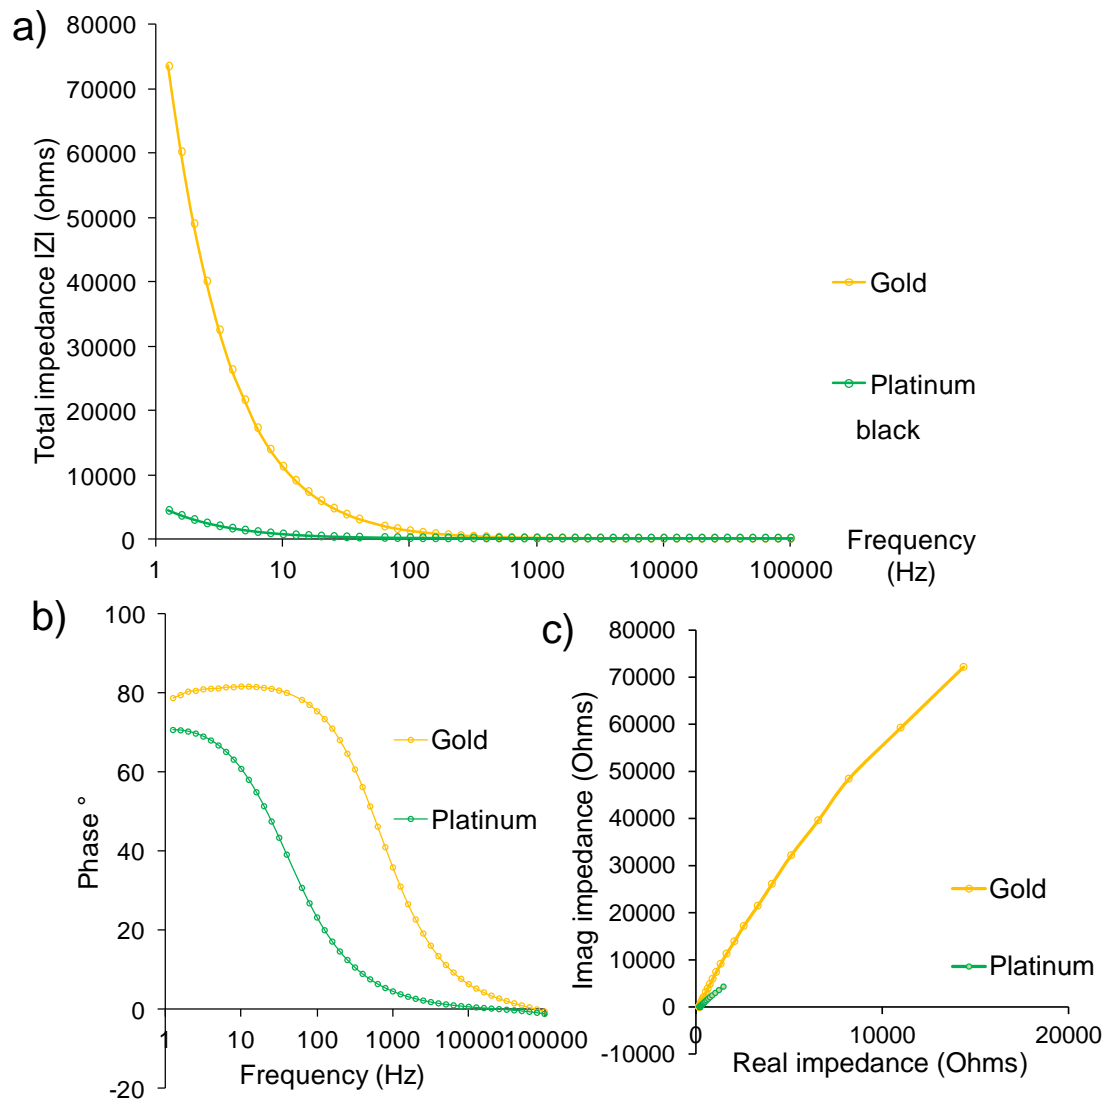 a)
80000
70000
60000
50000
40000
30000
20000
10000
0
Total impedance IZI (ohms)
1
10
100
1000
10000
100000
Frequency
(Hz)
Gold
Platinum
black
b)
100
80
60
40
20
0
-20
Phase °
1
10
100
1000
10000
100000
Frequency (Hz)
Gold
Platinum
c)
80000
70000
60000
50000
40000
30000
20000
10000
0
-10000
Imag impedance (Ohms)
0
10000
20000
Real impedance (Ohms)
Gold
Platinum